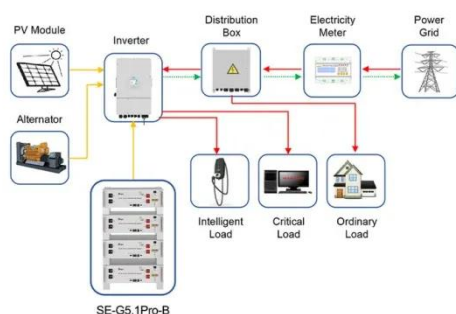 PV Module
Inverter
Distribution
Box
Electricity
Meter
Power
Grid
Alternator
Intelligent
Load
Critical
Load
Ordinary
Load
SE-G5.1Pro-B